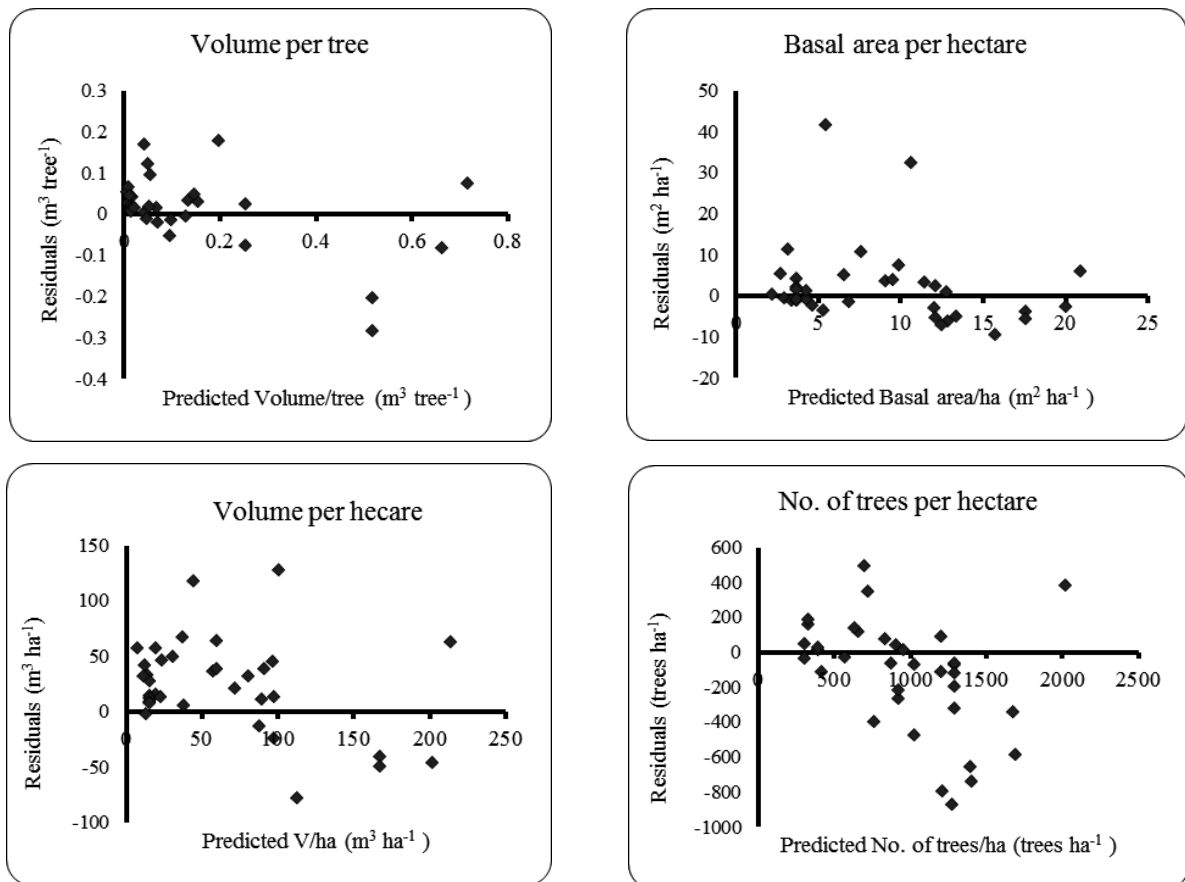 Volume per tree
0.3
0.2
0.1
0
-0.1
-0.2
-0.3
-0.4
0 0.2 0.4 0.6 0.8
Residuals (m³ tree⁻¹)
Predicted Volume/tree (m³ tree⁻¹)
Basal area per hectare
50
40
30
20
10
0
-10
-20
0 5 10 15 20 25
Residuals (m² ha⁻¹)
Predicted Basal area/ha (m² ha⁻¹ )
Volume per hecare
150
100
50
0
-50
-100
0 50 100 150 200 250
Residuals (m³ ha⁻¹)
Predicted V/ha (m³ ha⁻¹ )
No. of trees per hectare
600
400
200
0
-200
-400
-600
-800
-1000
0 500 1000 1500 2000 2500
Residuals (trees ha⁻¹)
Predicted No. of trees/ha (trees ha⁻¹ )